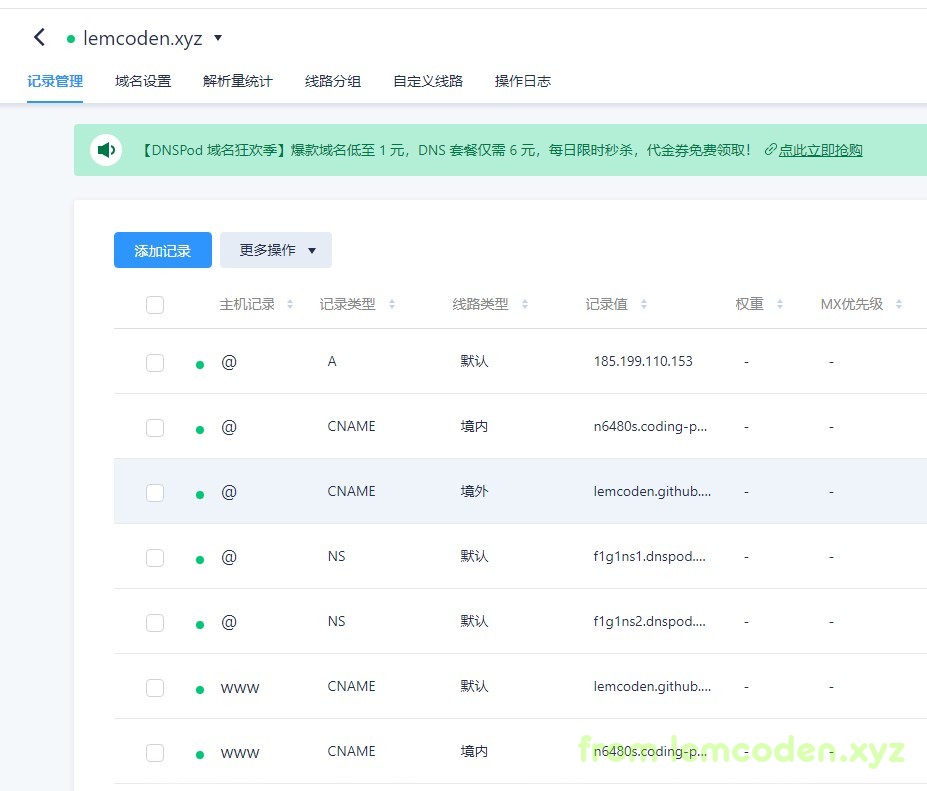 lemcoden.xyz
记录管理 域名设置 解析量统计 线路分组 自定义线路 操作日志
【DNSPod 域名狂欢季】爆款域名低至 1 元，DNS 套餐仅需 6 元，每日限时秒杀，代金券免费领取！ 点此立即抢购
添加记录 更多操作
主机记录 记录类型 线路类型 记录值 权重 MX优先级
@ A 默认 185.199.110.153 - -
@ CNAME 境内 n6480s.coding-p... - -
@ CNAME 境外 lemcoden.github.... - -
@ NS 默认 f1g1ns1.dnspod.... - -
@ NS 默认 f1g1ns2.dnspod.... - -
www CNAME 默认 lemcoden.github.... - -
www CNAME 境内 n6480s.coding-p... - -
from lemcoden.xyz